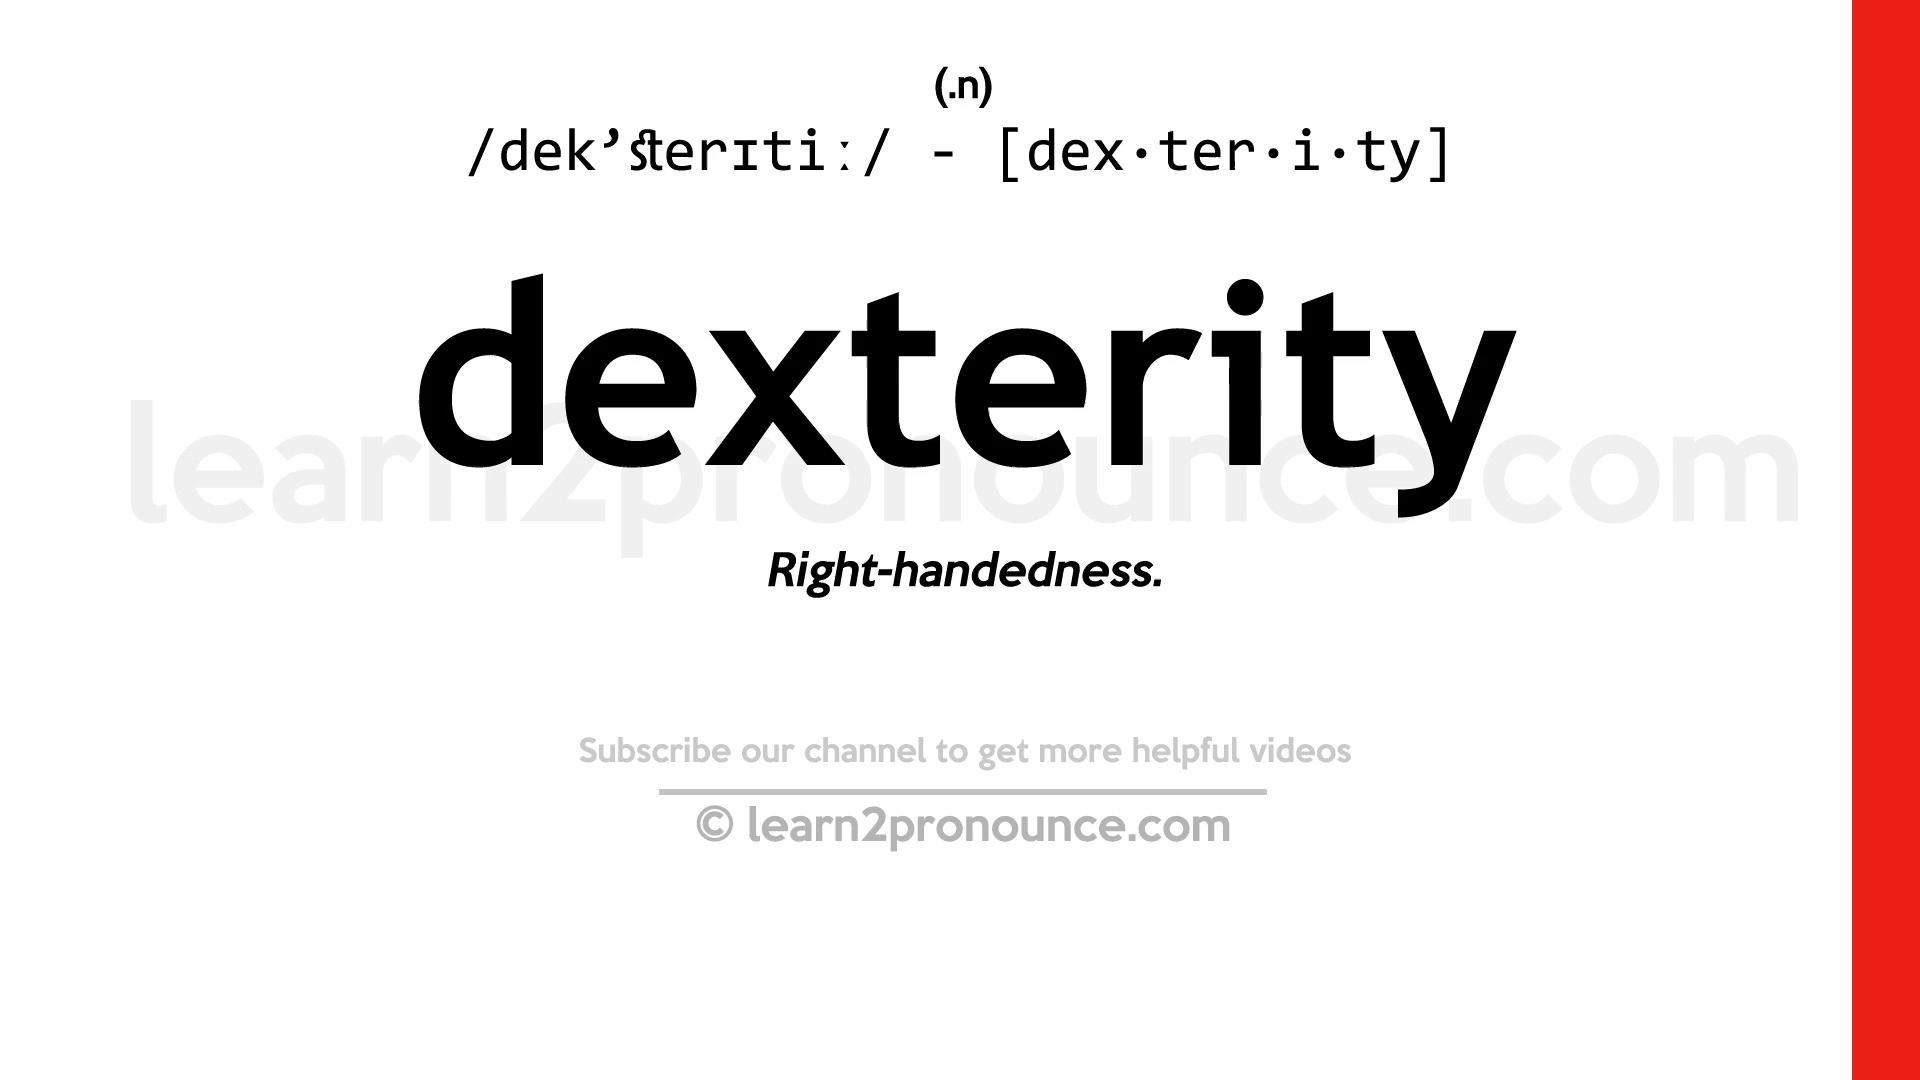 (.n)
/dek’sterɪtiː/ - [dex·ter·i·ty]
dexterity
learn2pronounce.com
Right-handedness.
Subscribe our channel to get more helpful videos
© learn2pronounce.com